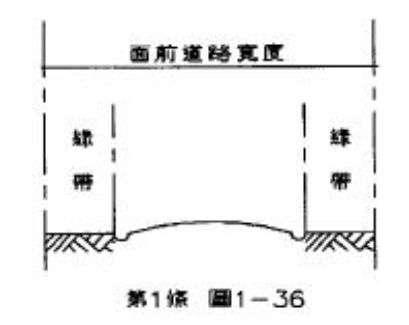 面前道路寬度
綠帶
綠帶
第1條 圖1-36